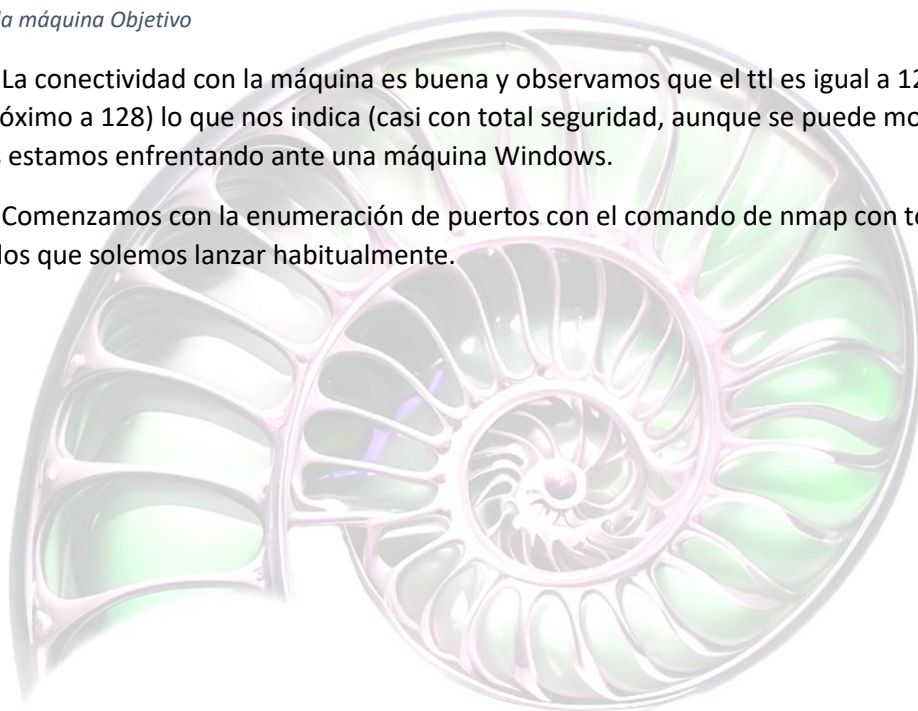 la máquina Objetivo
La conectividad con la máquina es buena y observamos que el ttl es igual a 12
óximo a 128) lo que nos indica (casi con total seguridad, aunque se puede mo
estamos enfrentando ante una máquina Windows.
Comenzamos con la enumeración de puertos con el comando de nmap con t
los que solemos lanzar habitualmente.